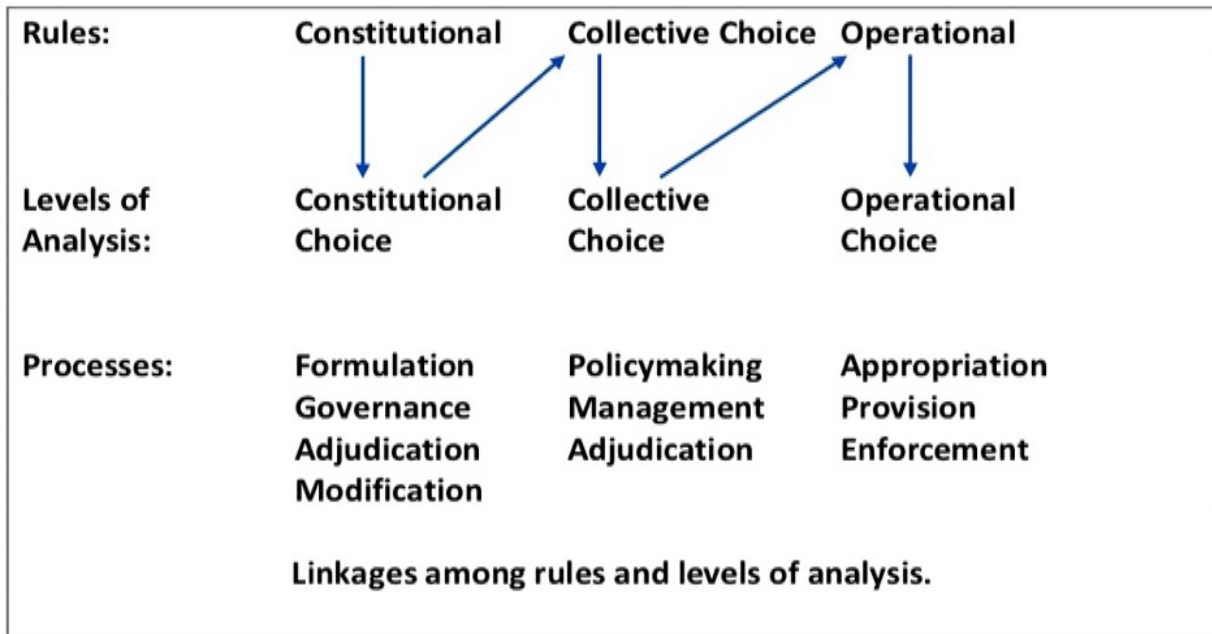 Rules: Constitutional Collective Choice Operational
Levels of Constitutional Collective Operational
Analysis: Choice Choice Choice
Processes: Formulation Policymaking Appropriation
Governance Management Provision
Adjudication Adjudication Enforcement
Modification
Linkages among rules and levels of analysis.